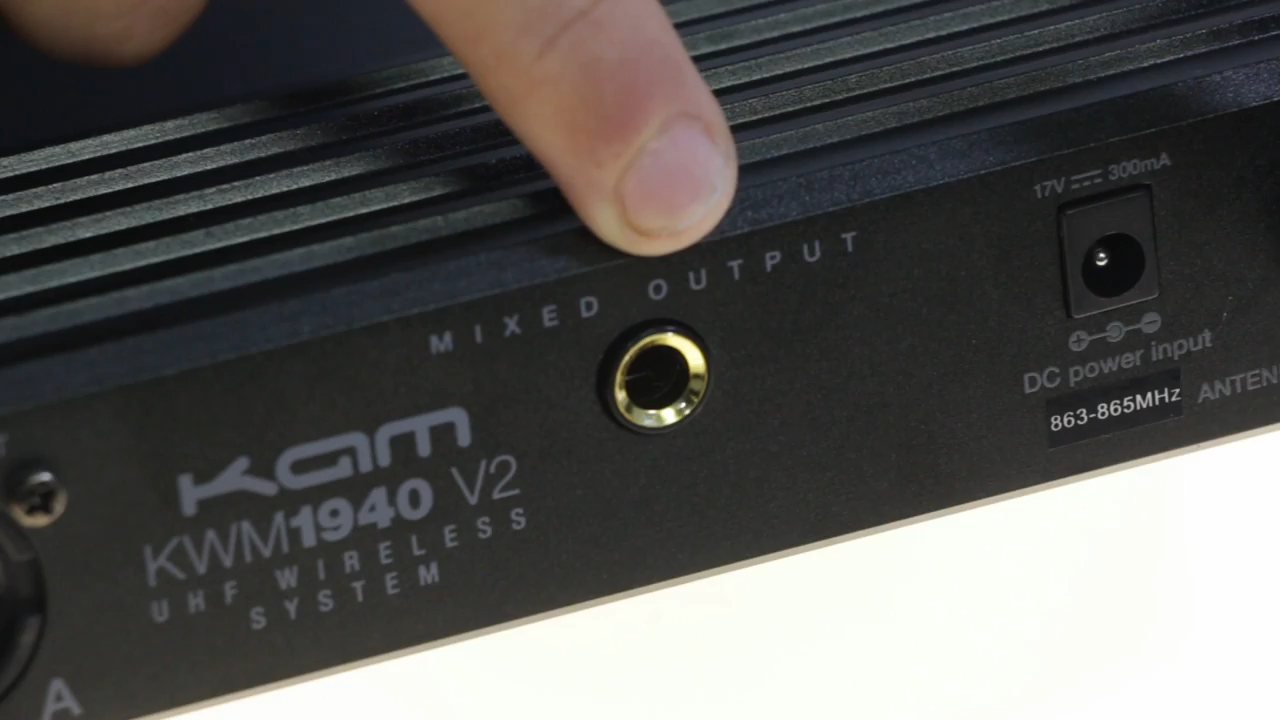 17V 300mA
MIXED OUTPUT
DC power input
863-865MHz
kam
KWM1940 V2
UHF WIRELESS
SYSTEM
A